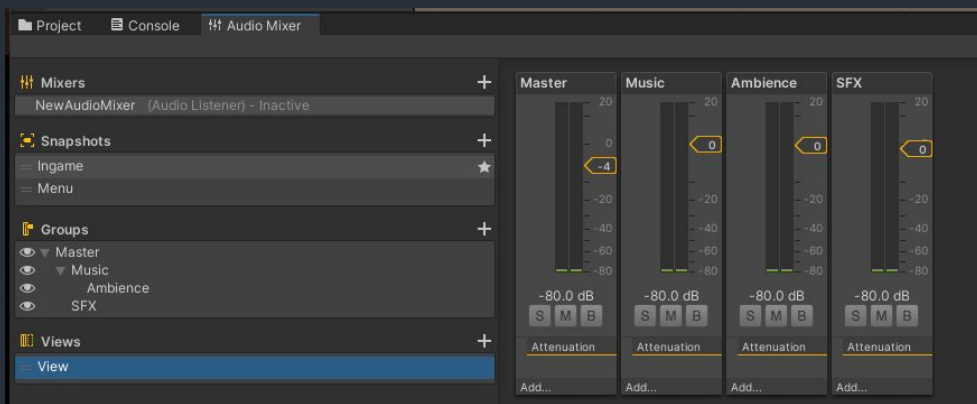 Project Console Audio Mixer
Mixers +
NewAudioMixer (Audio Listener) - Inactive
Snapshots +
Ingame
Menu
Groups +
Master
Music
Ambience
SFX
Views +
View
Master
20
0
-4
-20
-40
-60
-80
-80.0 dB
S M B
Attenuation
Add...
Music
20
0
-20
-40
-60
-80
-80.0 dB
S M B
Attenuation
Add...
Ambience
20
0
-20
-40
-60
-80
-80.0 dB
S M B
Attenuation
Add...
SFX
20
0
-20
-40
-60
-80
-80.0 dB
S M B
Attenuation
Add...